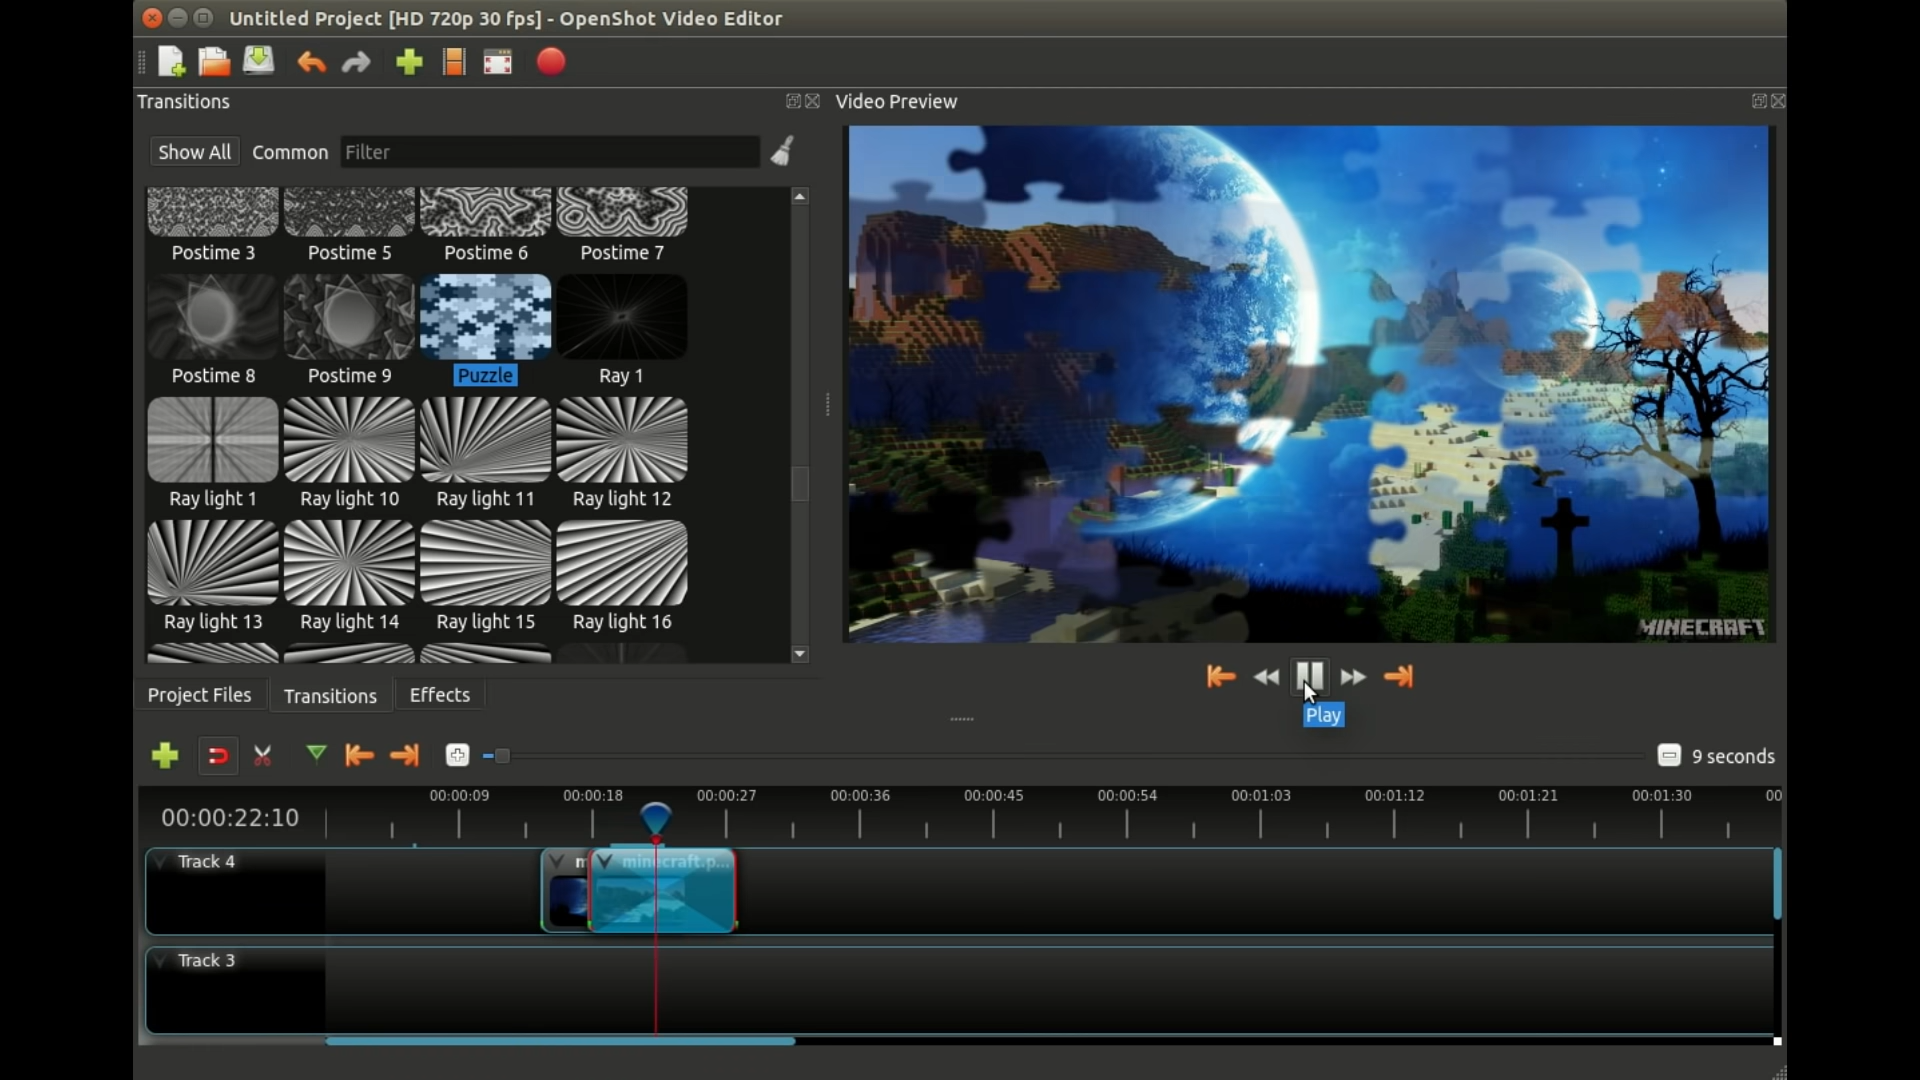 Untitled Project [HD 720p 30 fps] - OpenShot Video Editor
Transitions
Video Preview
Show All Common Filter
Postime 3 Postime 5 Postime 6 Postime 7
Postime 8 Postime 9 Puzzle Ray 1
Ray light 1 Ray light 10 Ray light 11 Ray light 12
Ray light 13 Ray light 14 Ray light 15 Ray light 16
MINECRAFT
Project Files Transitions Effects
Play
9 seconds
00:00:09 00:00:18 00:00:27 00:00:36 00:00:45 00:00:54 00:01:03 00:01:12 00:01:21 00:01:30 00
00:00:22:10
Track 4
m minecraft.p...
Track 3